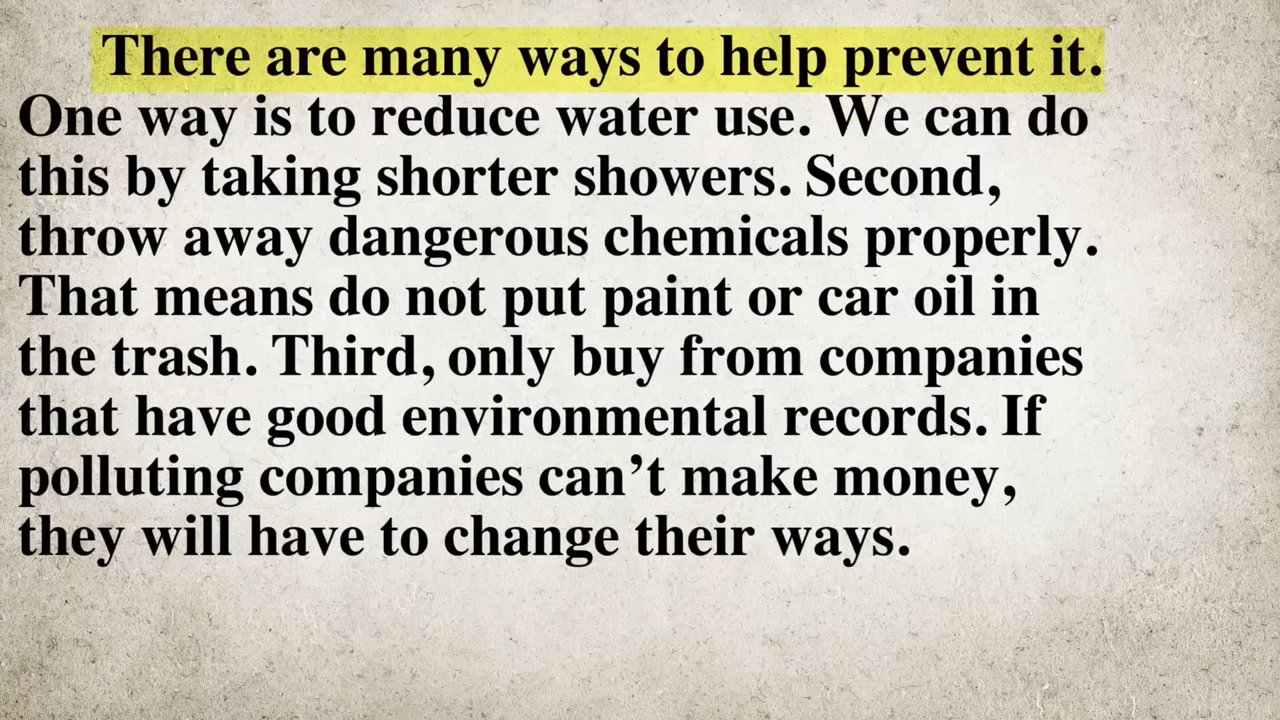 There are many ways to help prevent it.
One way is to reduce water use. We can do
this by taking shorter showers. Second,
throw away dangerous chemicals properly.
That means do not put paint or car oil in
the trash. Third, only buy from companies
that have good environmental records. If
polluting companies can’t make money,
they will have to change their ways.